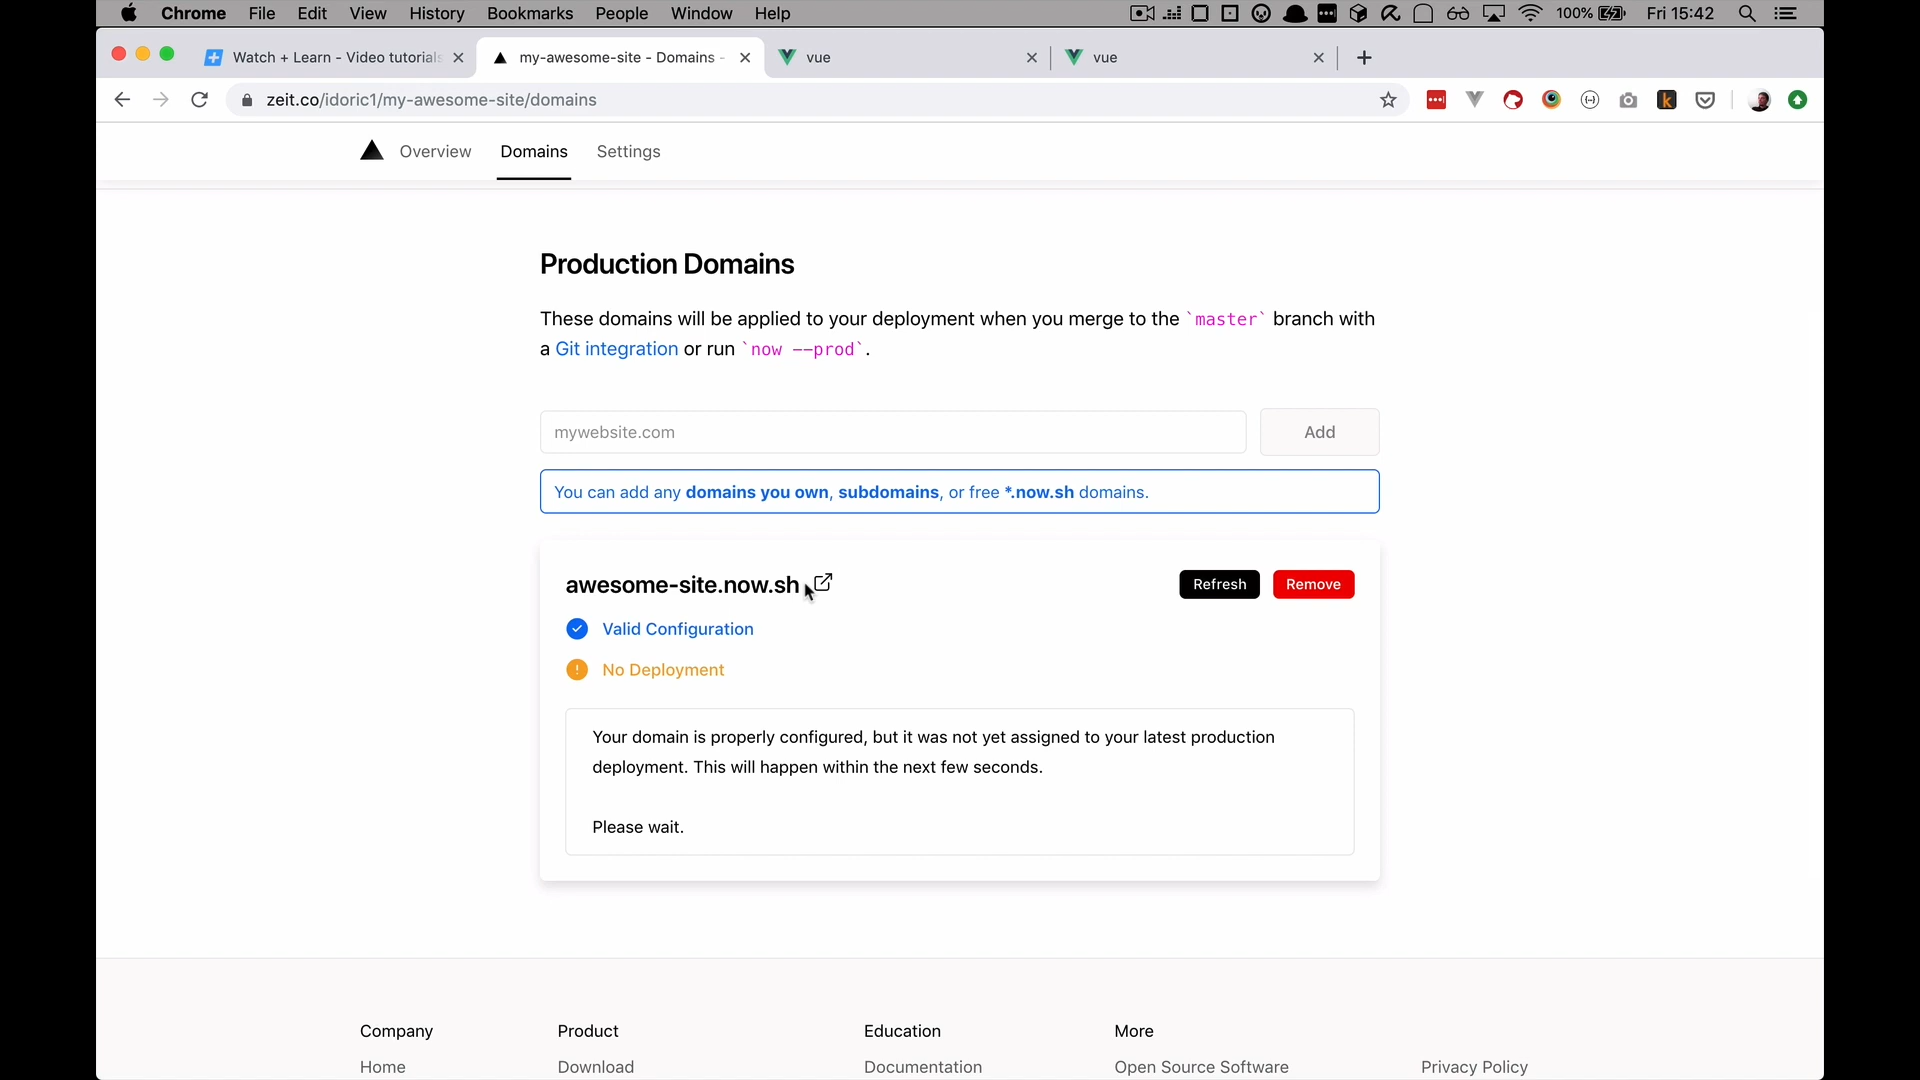 Chrome File Edit View History Bookmarks People Window Help 100% Fri 15:42
Watch + Learn - Video tutorials
my-awesome-site - Domains -
vue
vue
zeit.co/idoric1/my-awesome-site/domains
Overview Domains Settings
Production Domains
These domains will be applied to your deployment when you merge to the `master` branch with
a Git integration or run `now --prod`.
mywebsite.com
Add
You can add any domains you own, subdomains, or free *.now.sh domains.
awesome-site.now.sh
Refresh
Remove
Valid Configuration
No Deployment
Your domain is properly configured, but it was not yet assigned to your latest production
deployment. This will happen within the next few seconds.
Please wait.
Company Product Education More
Home Download Documentation Open Source Software Privacy Policy